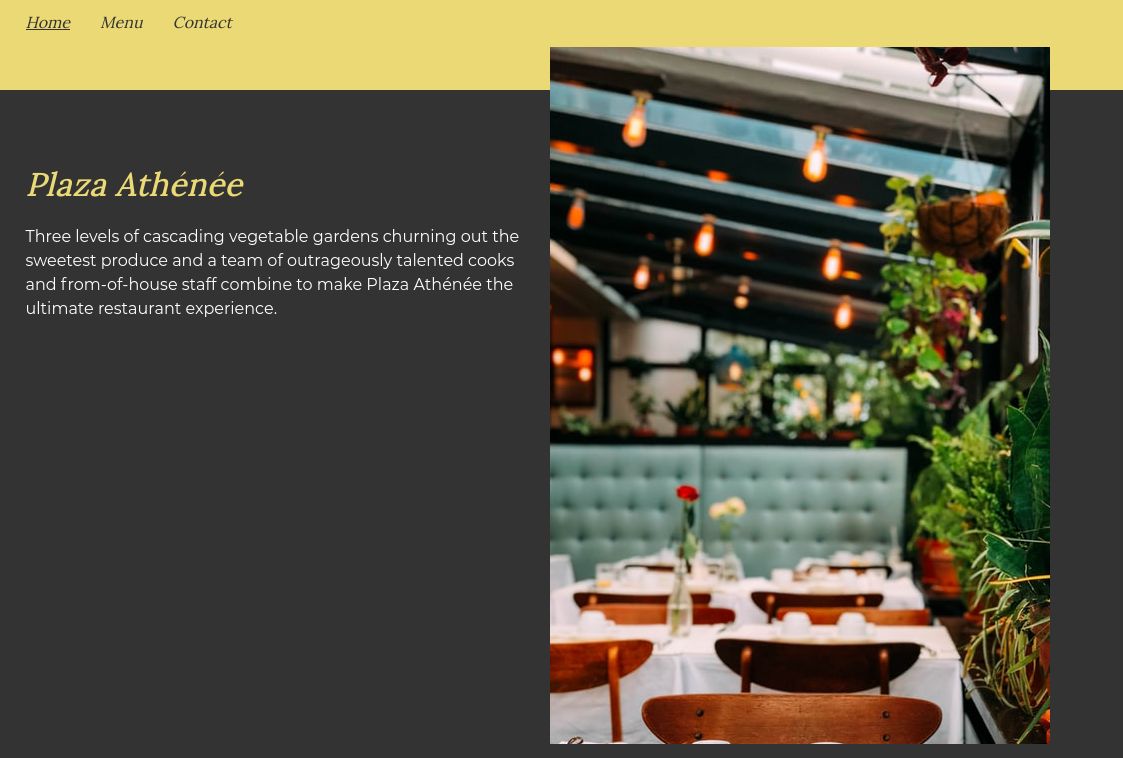 Home Menu Contact
Plaza Athénée
Three levels of cascading vegetable gardens churning out the
sweetest produce and a team of outrageously talented cooks
and from-of-house staff combine to make Plaza Athénée the
ultimate restaurant experience.